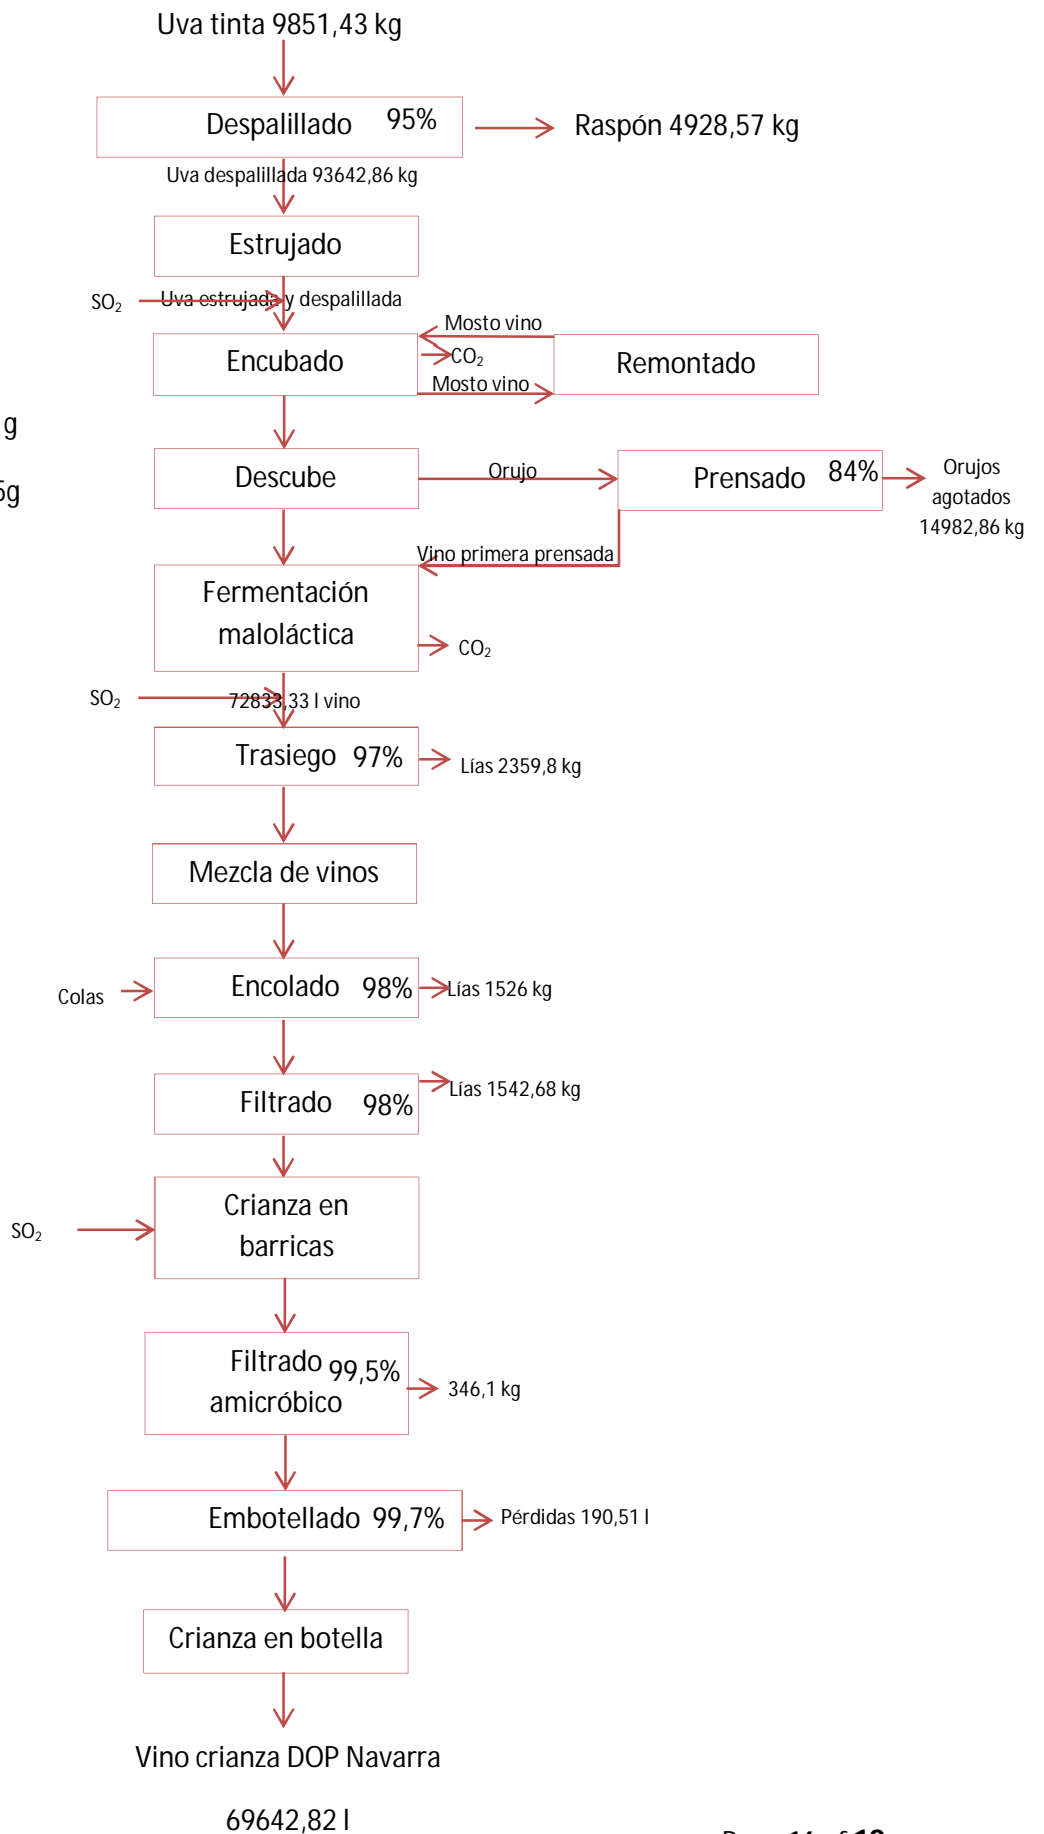 Uva tinta 9851,43 kg
Despalillado 95%
Raspón 4928,57 kg
Uva despalillada 93642,86 kg
Estrujado
SO₂
Uva estrujada y despalillada
Mosto vino
Encubado
CO₂
Remontado
Mosto vino
g
5g
Descube
Orujo
Prensado 84%
Orujos
agotados
14982,86 kg
Vino primera prensada
Fermentación
maloláctica
CO₂
SO₂
72833,33 l vino
Trasiego 97%
Lías 2359,8 kg
Mezcla de vinos
Colas
Encolado 98%
Lías 1526 kg
Filtrado 98%
Lías 1542,68 kg
SO₂
Crianza en
barricas
Filtrado 99,5%
amicróbico
346,1 kg
Embotellado 99,7%
Pérdidas 190,51 l
Crianza en botella
Vino crianza DOP Navarra
69642,82 l